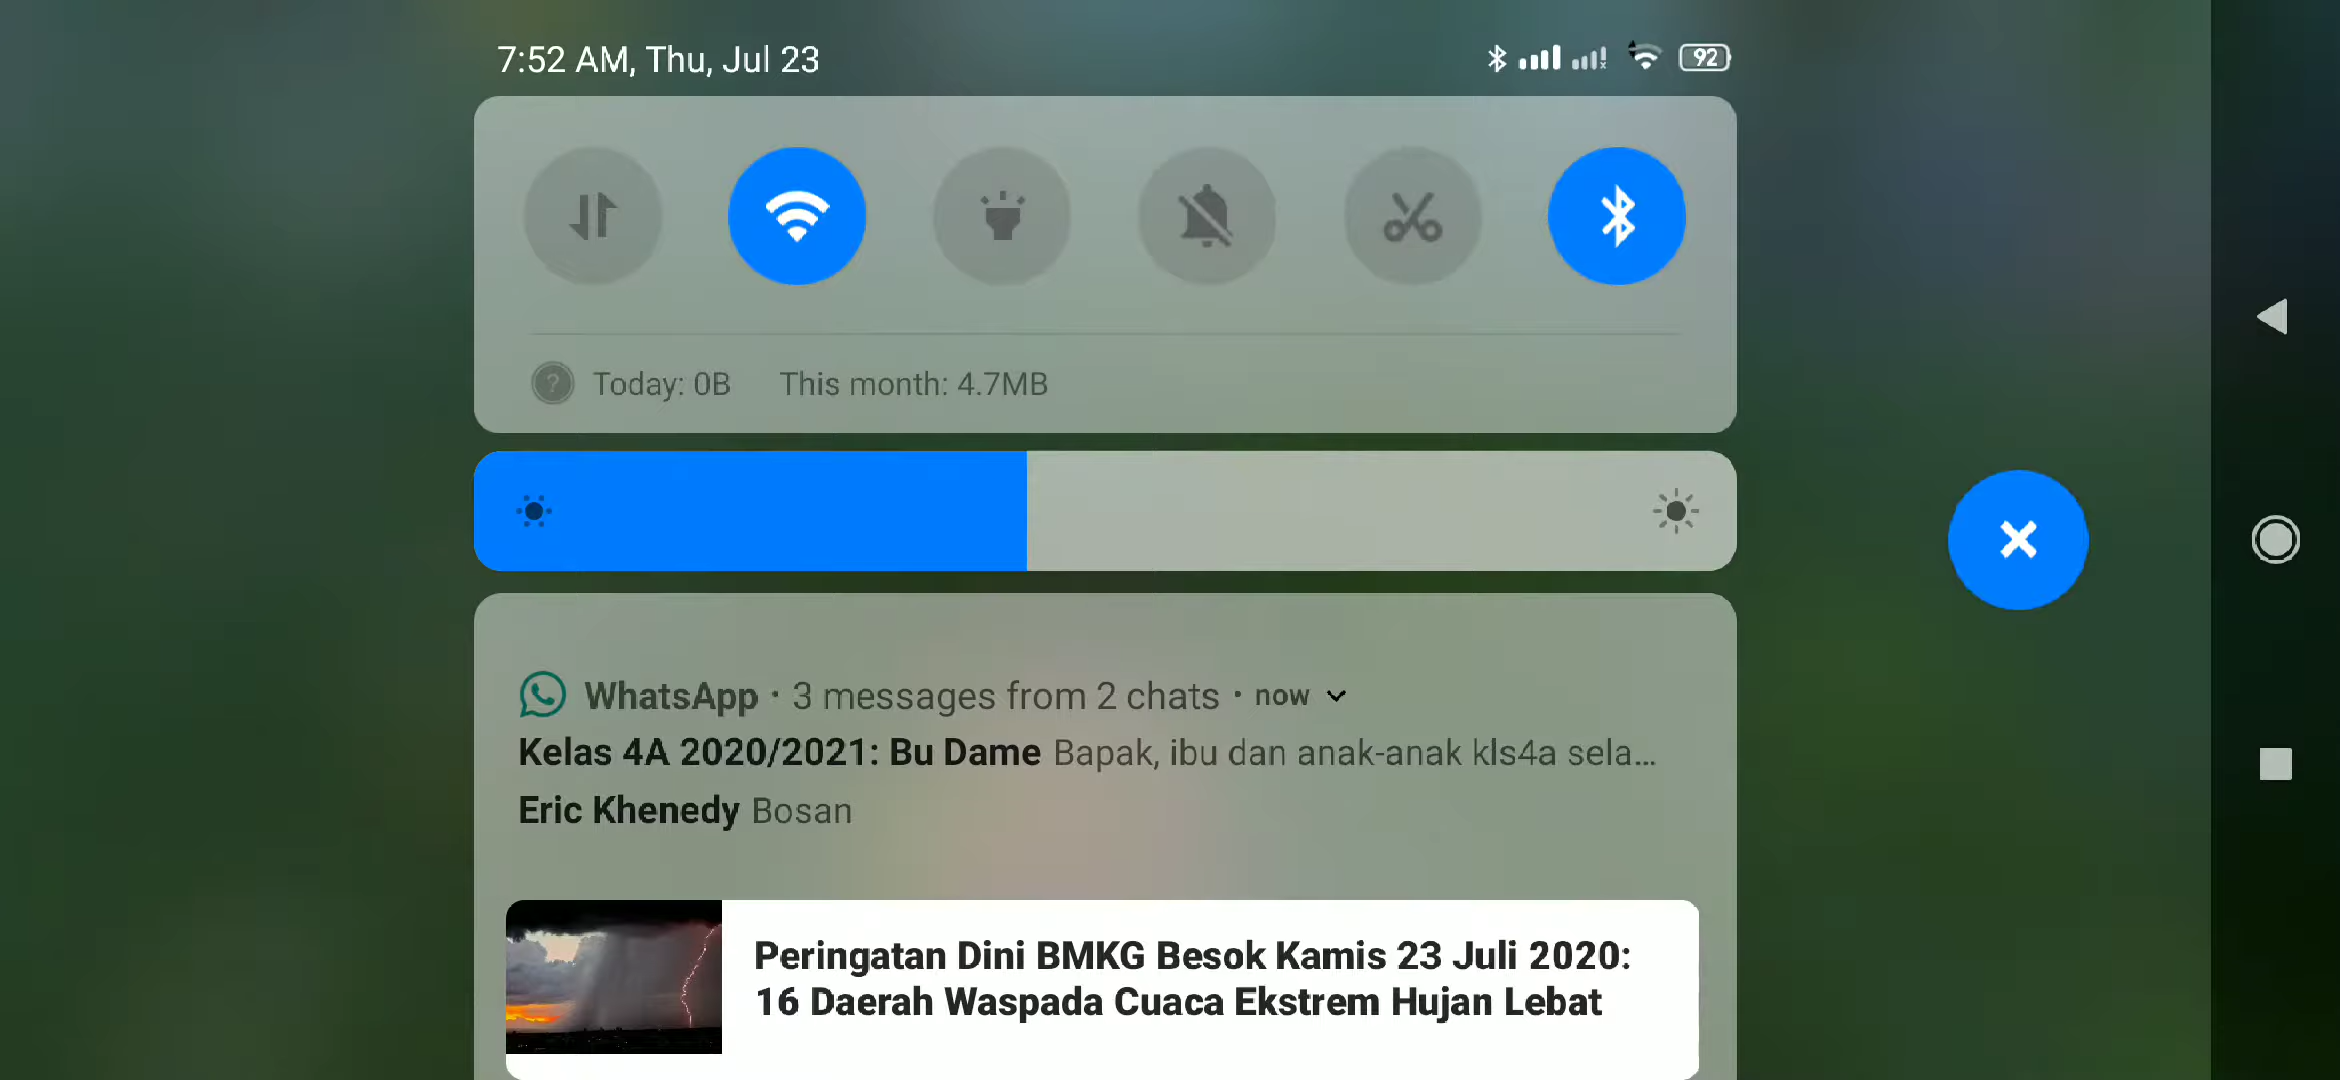 7:52 AM, Thu, Jul 23
92
Today: 0B This month: 4.7MB
WhatsApp · 3 messages from 2 chats · now
Kelas 4A 2020/2021: Bu Dame Bapak, ibu dan anak-anak kls4a sela...
Eric Khenedy Bosan
Peringatan Dini BMKG Besok Kamis 23 Juli 2020:
16 Daerah Waspada Cuaca Ekstrem Hujan Lebat